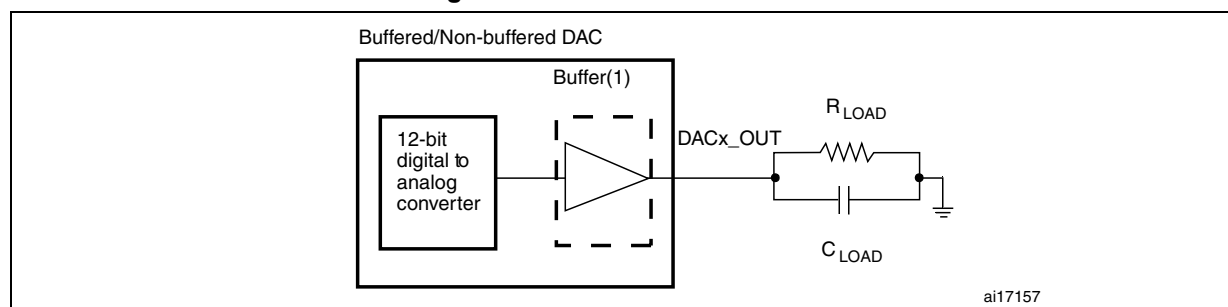 Buffered/Non-buffered DAC
Buffer(1)
12-bit
digital to
analog
converter
DACx_OUT
R LOAD
C LOAD
ai17157